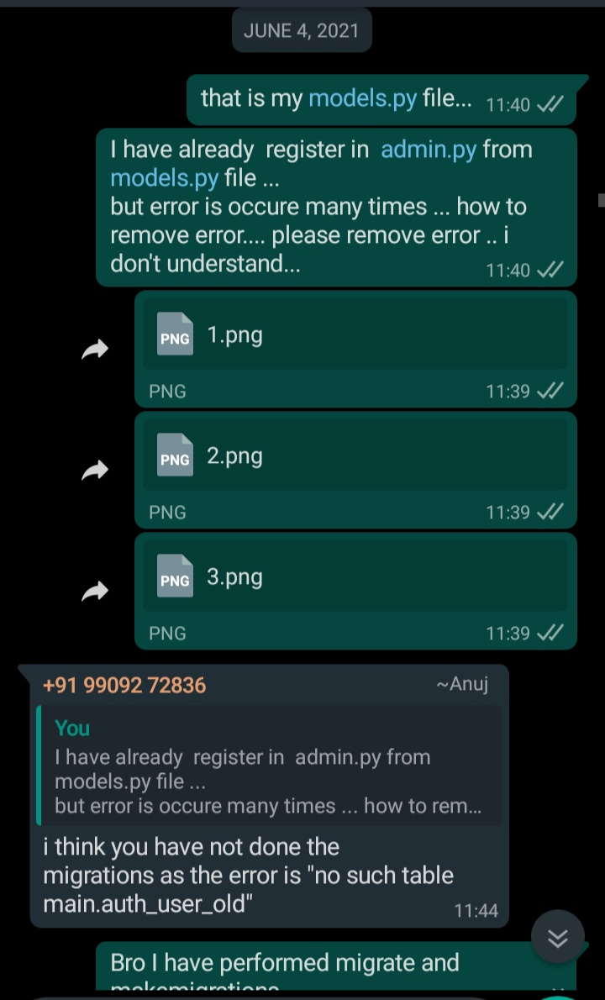 JUNE 4, 2021
that is my models.py file... 11:40
I have already register in admin.py from
models.py file ...
but error is occure many times ... how to
remove error.... please remove error .. i
don't understand... 11:40
PNG 1.png
PNG 11:39
PNG 2.png
PNG 11:39
PNG 3.png
PNG 11:39
+91 99092 72836 ~Anuj
You
I have already register in admin.py from
models.py file ...
but error is occure many times ... how to rem...
i think you have not done the
migrations as the error is "no such table
main.auth_user_old" 11:44
Bro I have performed migrate and
makemigrations